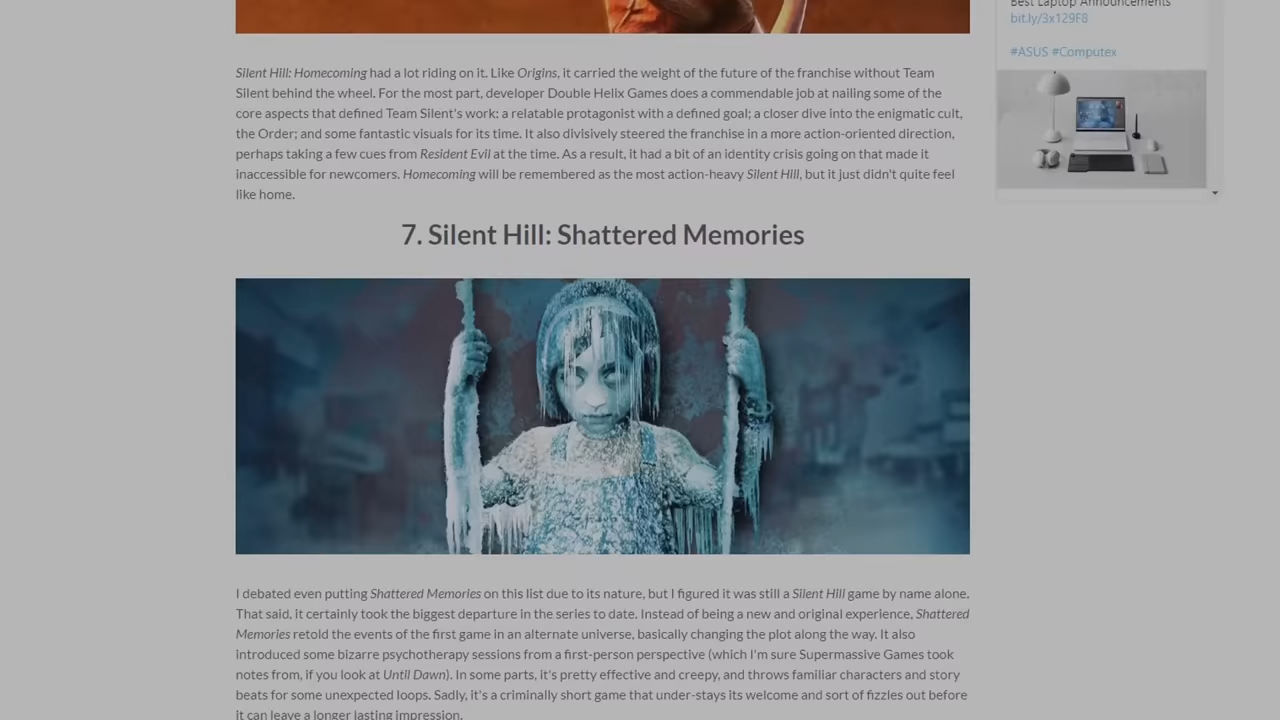 Best Laptop Announcements
bit.ly/3x129F8
#ASUS #Computex
Silent Hill: Homecoming had a lot riding on it. Like Origins, it carried the weight of the future of the franchise without Team
Silent behind the wheel. For the most part, developer Double Helix Games does a commendable job at nailing some of the
core aspects that defined Team Silent's work: a relatable protagonist with a defined goal; a closer dive into the enigmatic cult,
the Order; and some fantastic visuals for its time. It also divisively steered the franchise in a more action-oriented direction,
perhaps taking a few cues from Resident Evil at the time. As a result, it had a bit of an identity crisis going on that made it
inaccessible for newcomers. Homecoming will be remembered as the most action-heavy Silent Hill, but it just didn't quite feel
like home.
7. Silent Hill: Shattered Memories
I debated even putting Shattered Memories on this list due to its nature, but I figured it was still a Silent Hill game by name alone.
That said, it certainly took the biggest departure in the series to date. Instead of being a new and original experience, Shattered
Memories retold the events of the first game in an alternate universe, basically changing the plot along the way. It also
introduced some bizarre psychotherapy sessions from a first-person perspective (which I'm sure Supermassive Games took
notes from, if you look at Until Dawn). In some parts, it's pretty effective and creepy, and throws familiar characters and story
beats for some unexpected loops. Sadly, it's a criminally short game that under-stays its welcome and sort of fizzles out before
it can leave a longer lasting impression.